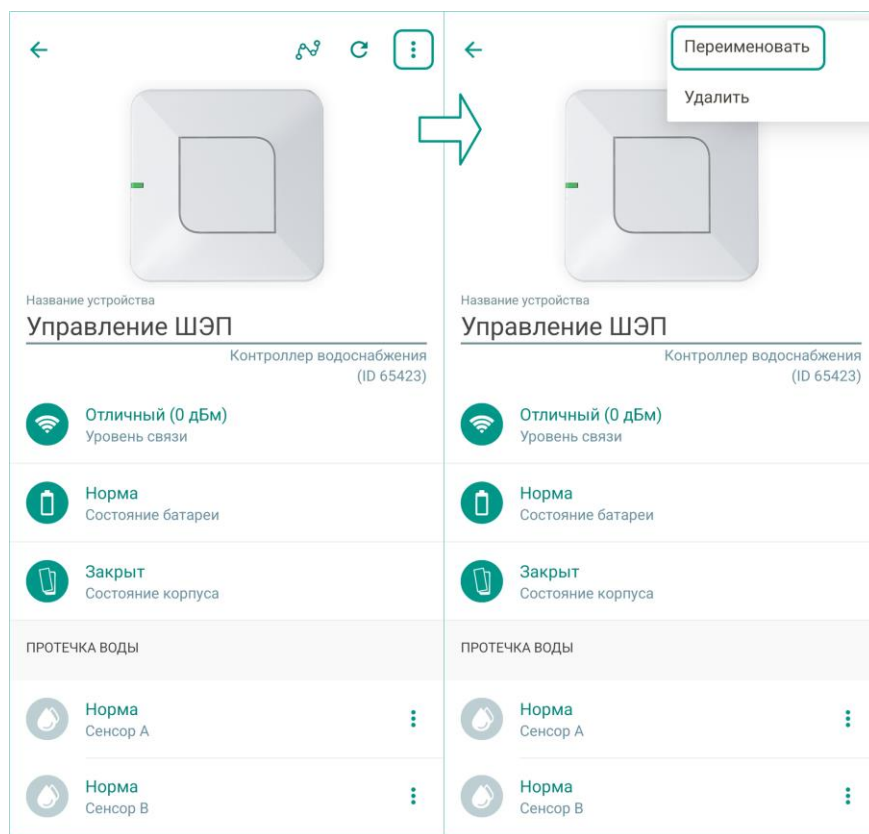 Название устройства
Управление ШЭП
Контроллер водоснабжения
(ID 65423)
Отличный (0 дБм)
Уровень связи
Норма
Состояние батареи
Закрыт
Состояние корпуса
ПРОТЕЧКА ВОДЫ
Норма
Сенсор А
Норма
Сенсор В
Переименовать
Удалить
Название устройства
Управление ШЭП
Контроллер водоснабжения
(ID 65423)
Отличный (0 дБм)
Уровень связи
Норма
Состояние батареи
Закрыт
Состояние корпуса
ПРОТЕЧКА ВОДЫ
Норма
Сенсор А
Норма
Сенсор В